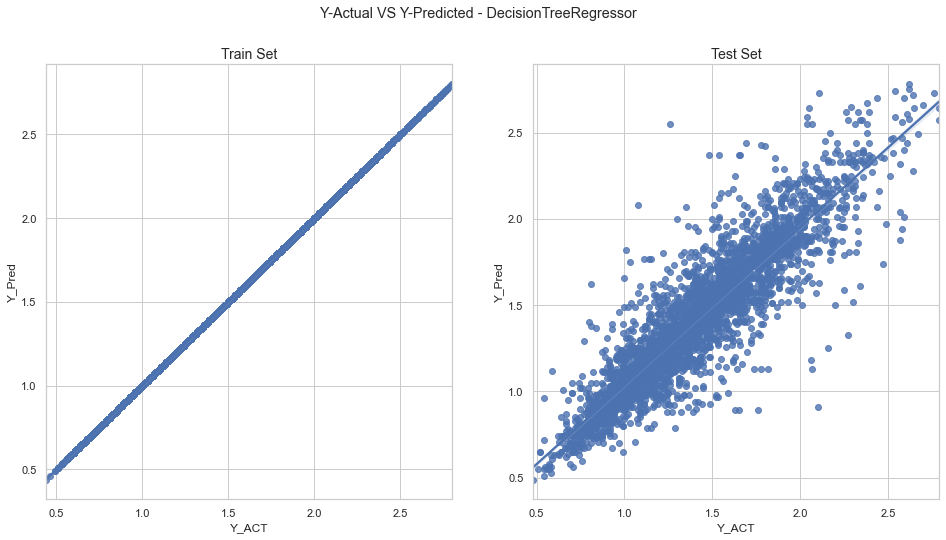 Y-Actual VS Y-Predicted - DecisionTreeRegressor
Train Set
Y_Pred
2.5
2.0
1.5
1.0
0.5
0.5 1.0 1.5 2.0 2.5
Y_ACT
Test Set
Y_Pred
2.5
2.0
1.5
1.0
0.5
0.5 1.0 1.5 2.0 2.5
Y_ACT